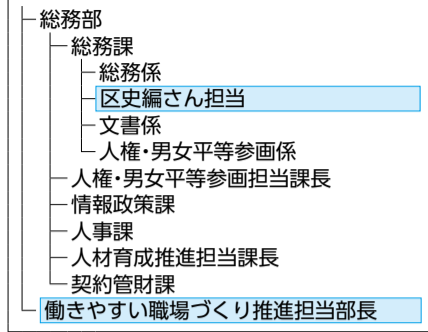 総務部
総務課
総務係
区史編さん担当
文書係
人権・男女平等参画係
人権・男女平等参画担当課長
情報政策課
人事課
人材育成推進担当課長
契約管財課
働きやすい職場づくり推進担当部長